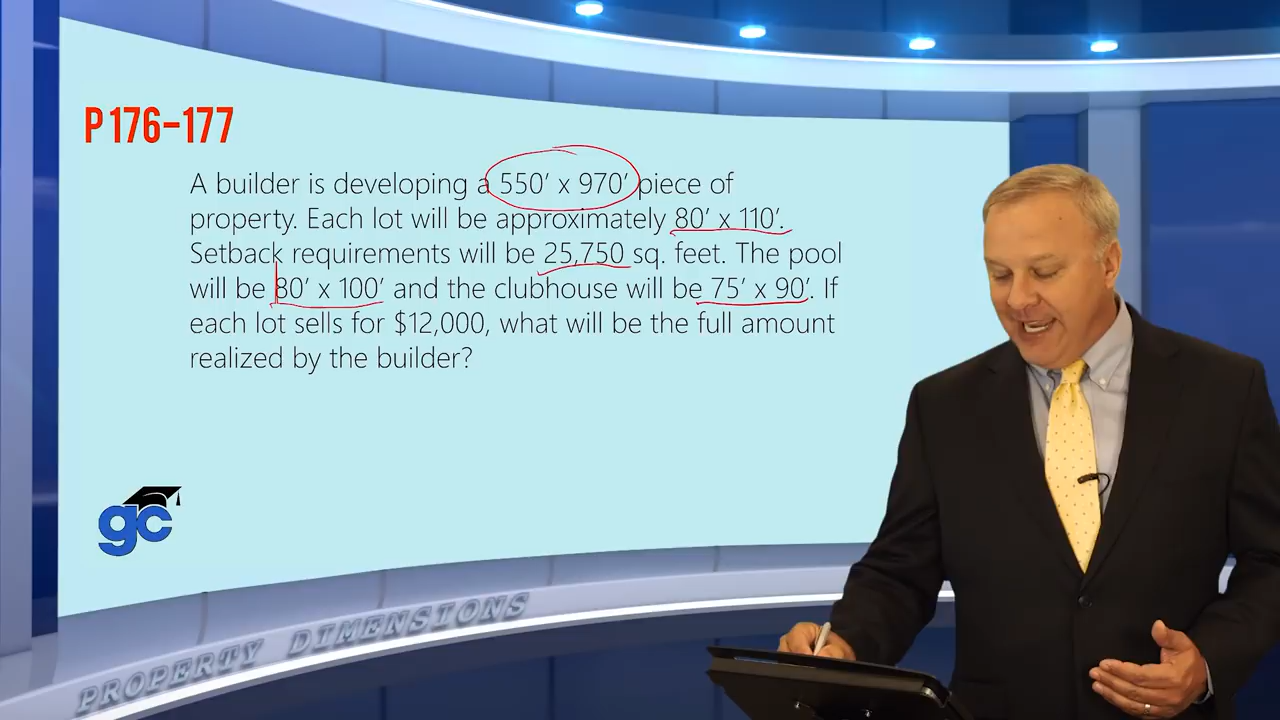 P 176-177
A builder is developing a 550' x 970' piece of
property. Each lot will be approximately 80' x 110'.
Setback requirements will be 25,750 sq. feet. The pool
will be 80' x 100' and the clubhouse will be 75' x 90'. If
each lot sells for $12,000, what will be the full amount
realized by the builder?
gc
PROPERTY DIMENSIONS